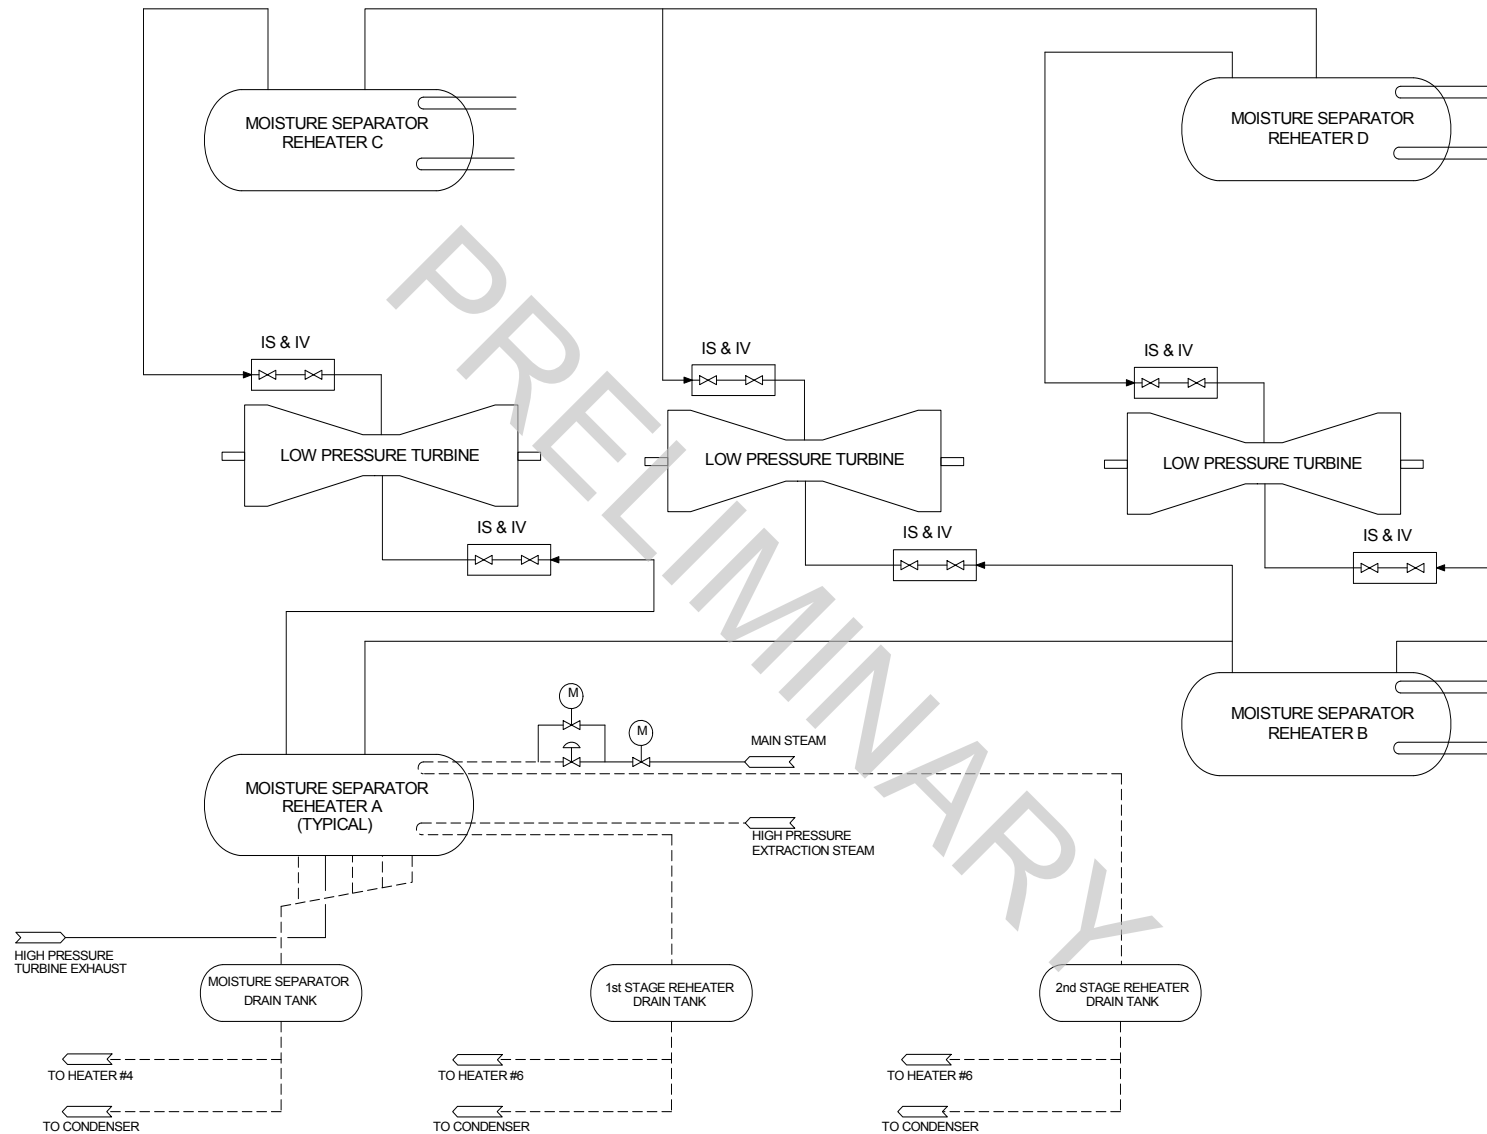 MOISTURE SEPARATOR
REHEATER C
MOISTURE SEPARATOR
REHEATER D
IS & IV
IS & IV
IS & IV
LOW PRESSURE TURBINE
LOW PRESSURE TURBINE
LOW PRESSURE TURBINE
IS & IV
IS & IV
IS & IV
PRELIMINARY
M
M
MAIN STEAM
MOISTURE SEPARATOR
REHEATER B
MOISTURE SEPARATOR
REHEATER A
(TYPICAL)
HIGH PRESSURE
EXTRACTION STEAM
HIGH PRESSURE
TURBINE EXHAUST
MOISTURE SEPARATOR
DRAIN TANK
1st STAGE REHEATER
DRAIN TANK
2nd STAGE REHEATER
DRAIN TANK
TO HEATER #4
TO HEATER #6
TO HEATER #6
TO CONDENSER
TO CONDENSER
TO CONDENSER